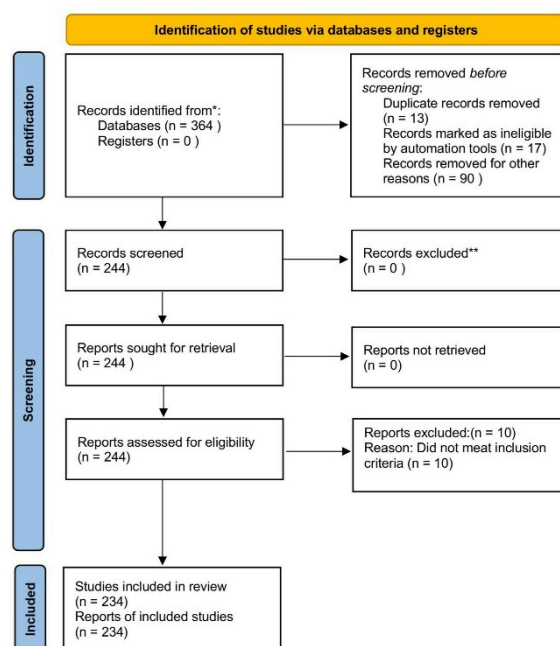 Identification of studies via databases and registers
Identification
Records identified from*:
Databases (n = 364 )
Registers (n = 0 )
Records removed before
screening:
Duplicate records removed
(n = 13)
Records marked as ineligible
by automation tools (n = 17)
Records removed for other
reasons (n = 90 )
Screening
Records screened
(n = 244)
Records excluded**
(n = 0 )
Reports sought for retrieval
(n = 244 )
Reports not retrieved
(n = 0)
Reports assessed for eligibility
(n = 244)
Reports excluded:(n = 10)
Reason: Did not meat inclusion
criteria (n = 10)
Included
Studies included in review
(n = 234)
Reports of included studies
(n = 234)